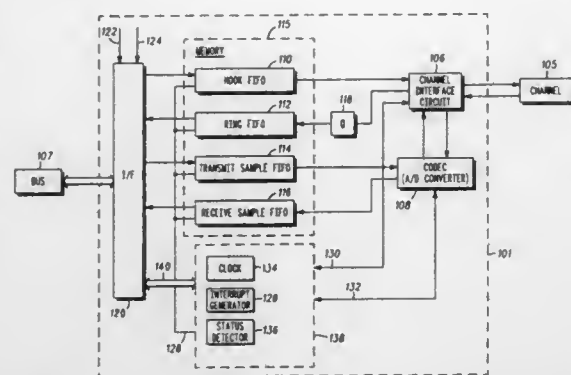 122
124
115
MEMORY
110
HOOK FIFO
106
CHANNEL
INTERFACE
CIRCUIT
105
CHANNEL
112
RING FIFO
118
Q
107
BUS
I/F
114
TRANSMIT SAMPLE FIFO
CODEC
(A/D CONVERTER)
108
116
RECEIVE SAMPLE FIFO
101
130
140
CLOCK
134
132
INTERRUPT
GENERATOR
128
STATUS
DETECTOR
136
120
128
138